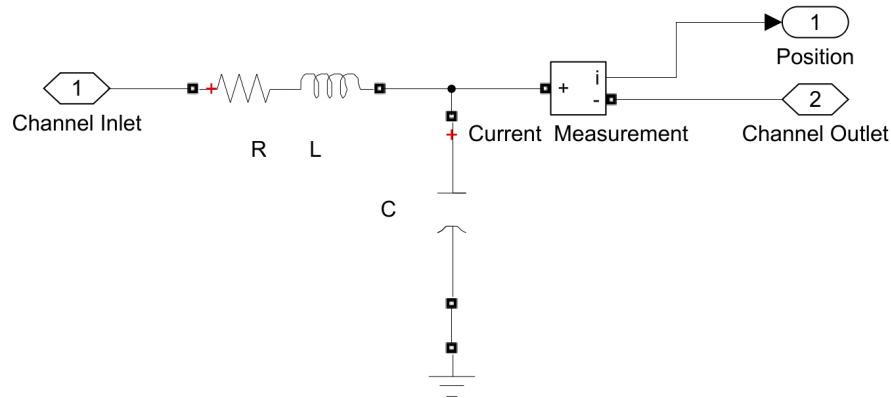 1
Position
1
Channel Inlet
+
+ i
-
2
Channel Outlet
+
Current Measurement
R L
C